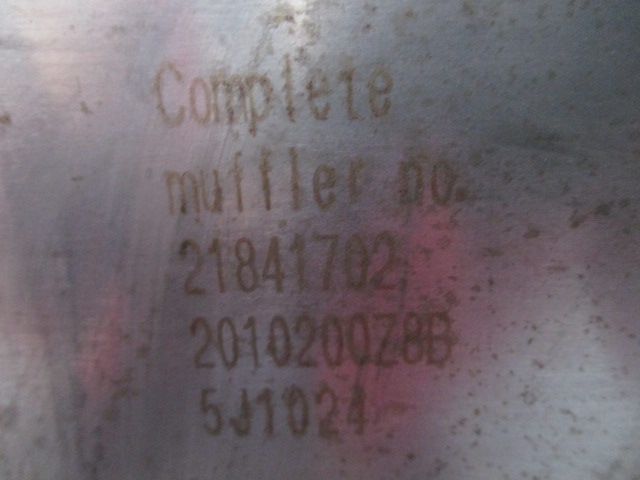 Complete
muffler no.
21841702
2010200Z8B
5J1024